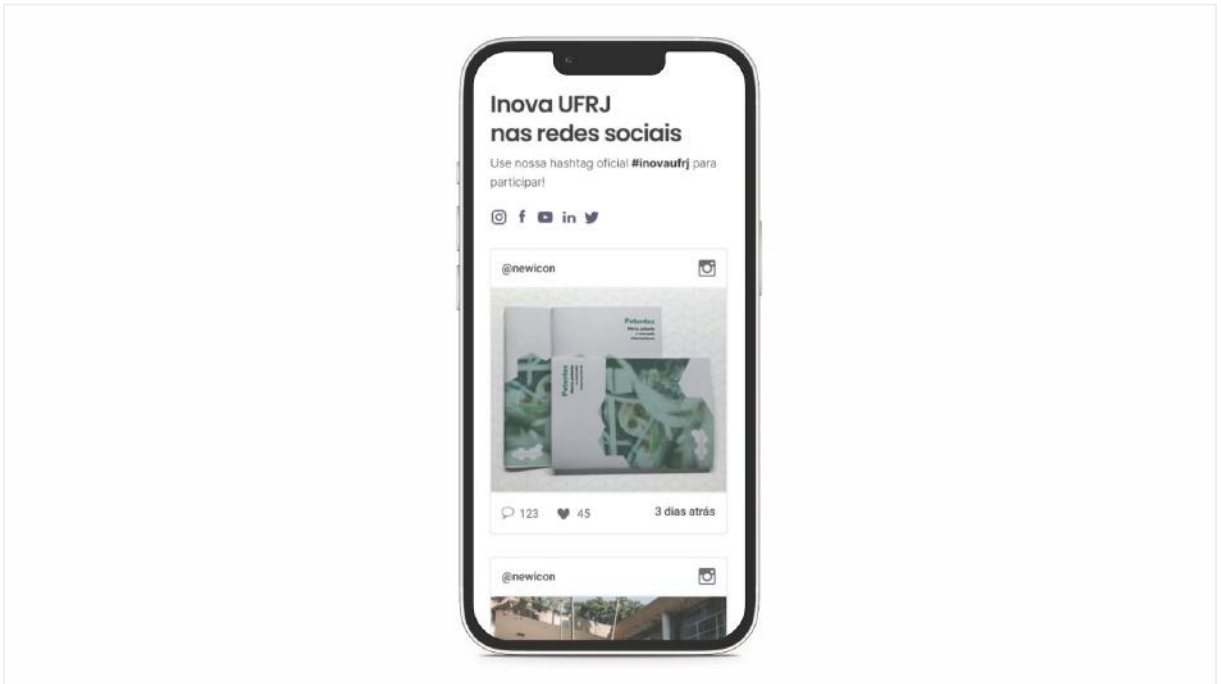 Inova UFRJ
nas redes sociais
Use nossa hashtag oficial #inovaufrj para
participar!
@newicon
Patentes
123
45
3 dias atrás
@newicon